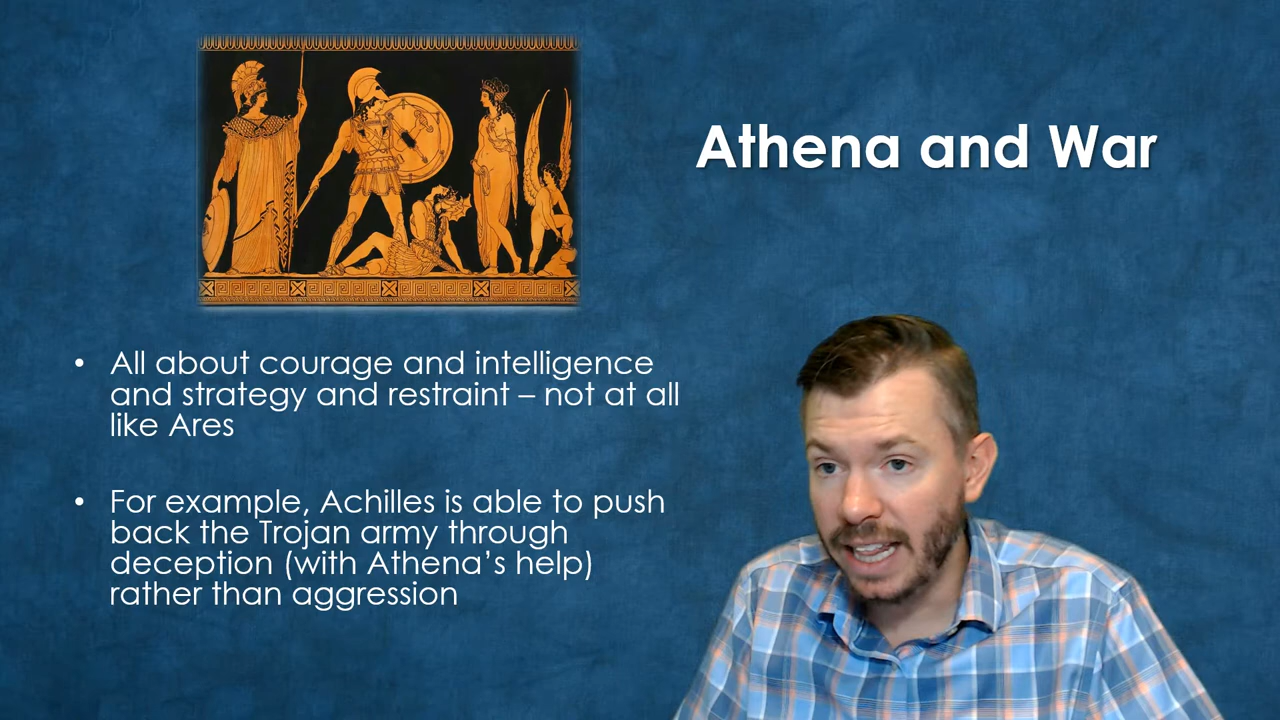 Athena and War
• All about courage and intelligence
and strategy and restraint – not at all
like Ares
• For example, Achilles is able to push
back the Trojan army through
deception (with Athena’s help)
rather than aggression